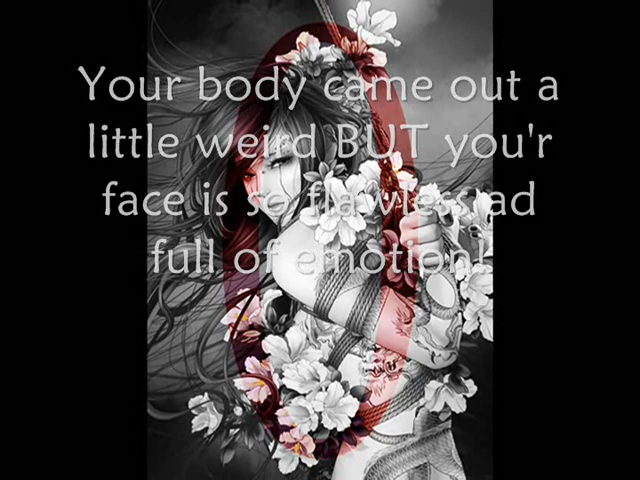 Your body came out a
little weird BUT you'r
face is so flawless ad
full of emotion!